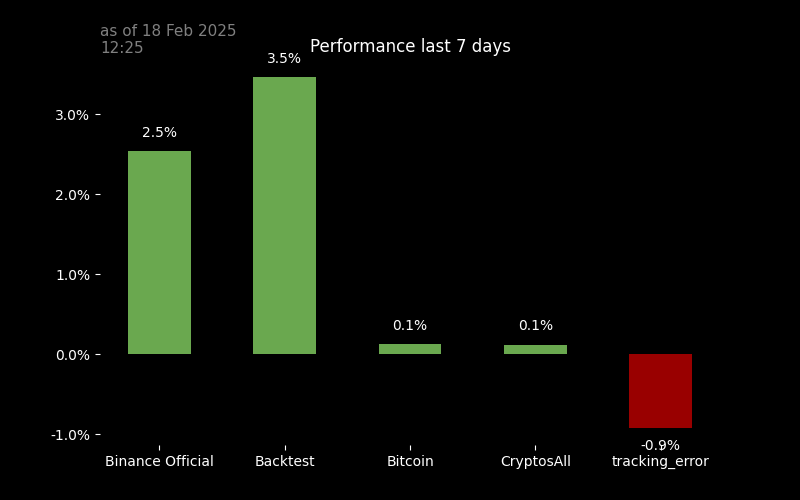 as of 18 Feb 2025
12:25
Performance last 7 days
3.5%
3.0%
2.5%
2.0%
1.0%
0.1%
0.1%
0.0%
-1.0%
-0.9%
Binance Official
Backtest
Bitcoin
CryptosAll
tracking_error